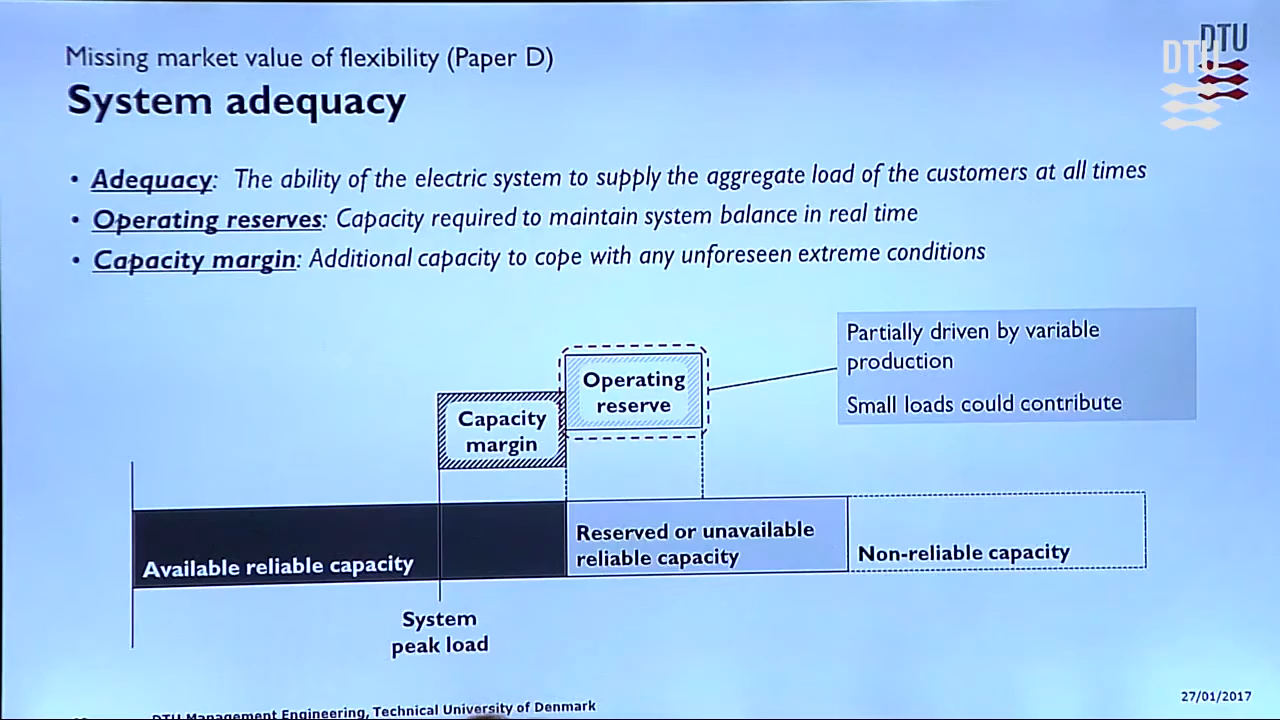 Missing market value of flexibility (Paper D)
System adequacy
DTU
DTU
• Adequacy: The ability of the electric system to supply the aggregate load of the customers at all times
• Operating reserves: Capacity required to maintain system balance in real time
• Capacity margin: Additional capacity to cope with any unforeseen extreme conditions
Partially driven by variable
production
Small loads could contribute
Operating
reserve
Capacity
margin
Available reliable capacity
Reserved or unavailable
reliable capacity
Non-reliable capacity
System
peak load
DTU Management Engineering, Technical University of Denmark
27/01/2017